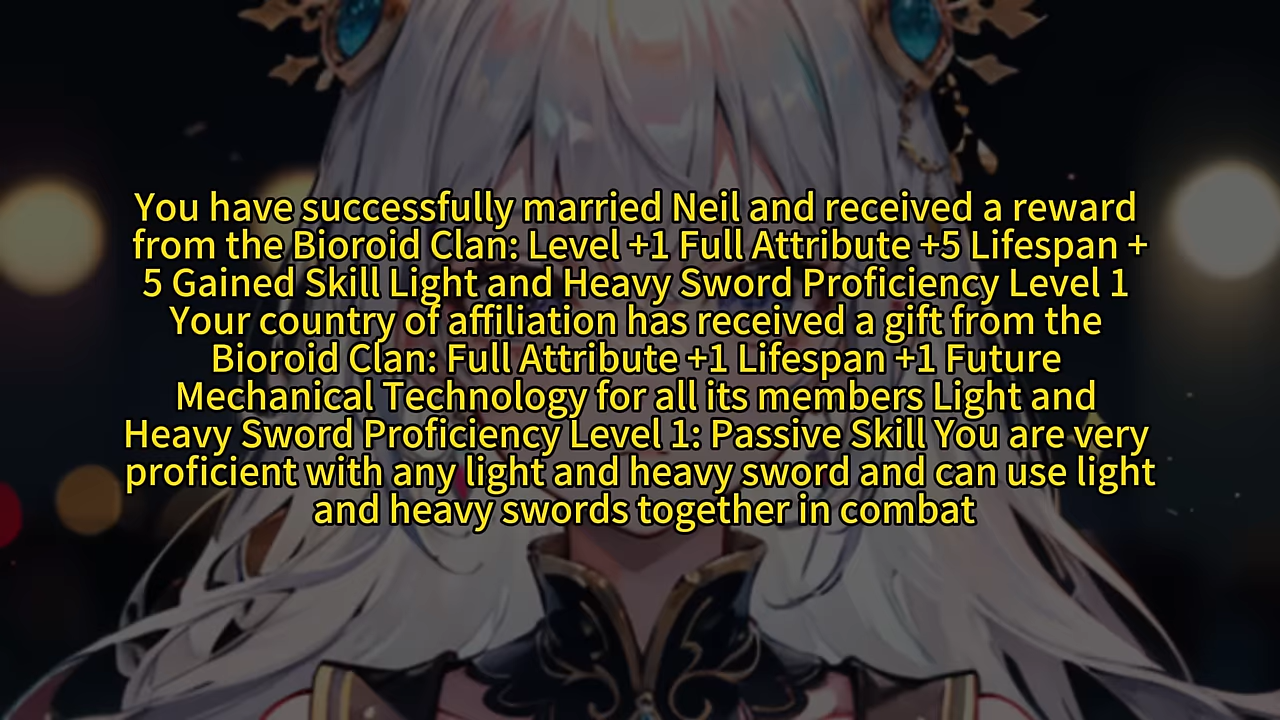 You have successfully married Neil and received a reward
from the Bioroid Clan: Level +1 Full Attribute +5 Lifespan +
5 Gained Skill Light and Heavy Sword Proficiency Level 1
Your country of affiliation has received a gift from the
Bioroid Clan: Full Attribute +1 Lifespan +1 Future
Mechanical Technology for all its members Light and
Heavy Sword Proficiency Level 1: Passive Skill You are very
proficient with any light and heavy sword and can use light
and heavy swords together in combat